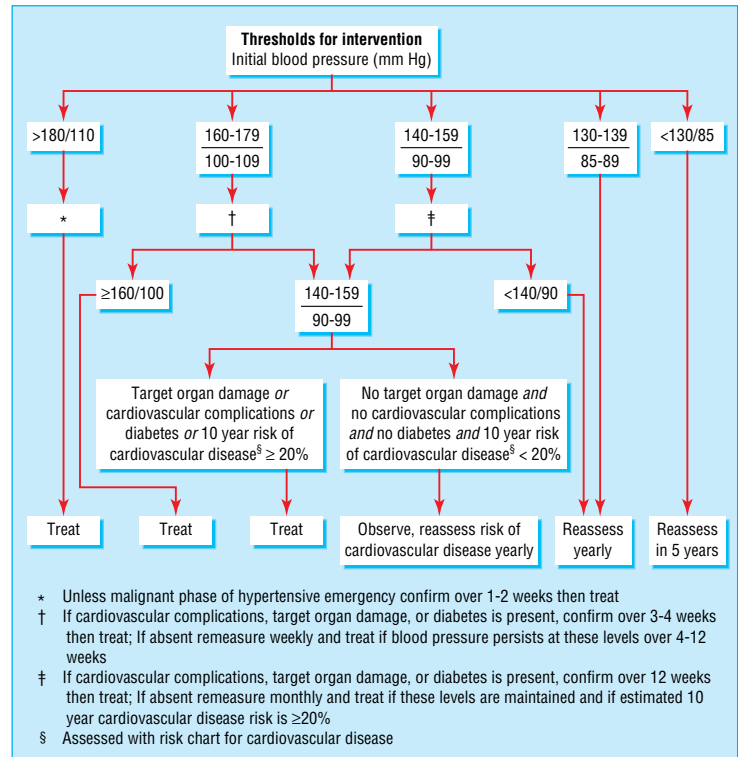 Thresholds for intervention
Initial blood pressure (mm Hg)
>180/110
160-179
100-109
140-159
90-99
130-139
85-89
<130/85
*
†
‡
≥160/100
140-159
90-99
<140/90
Target organ damage or
cardiovascular complications or
diabetes or 10 year risk of
cardiovascular disease§ ≥ 20%
No target organ damage and
no cardiovascular complications
and no diabetes and 10 year risk
of cardiovascular disease§ < 20%
Treat
Treat
Treat
Observe, reassess risk of
cardiovascular disease yearly
Reassess
yearly
Reassess
in 5 years
* Unless malignant phase of hypertensive emergency confirm over 1-2 weeks then treat
† If cardiovascular complications, target organ damage, or diabetes is present, confirm over 3-4 weeks
then treat; If absent remeasure weekly and treat if blood pressure persists at these levels over 4-12
weeks
‡ If cardiovascular complications, target organ damage, or diabetes is present, confirm over 12 weeks
then treat; If absent remeasure monthly and treat if these levels are maintained and if estimated 10
year cardiovascular disease risk is ≥20%
§ Assessed with risk chart for cardiovascular disease